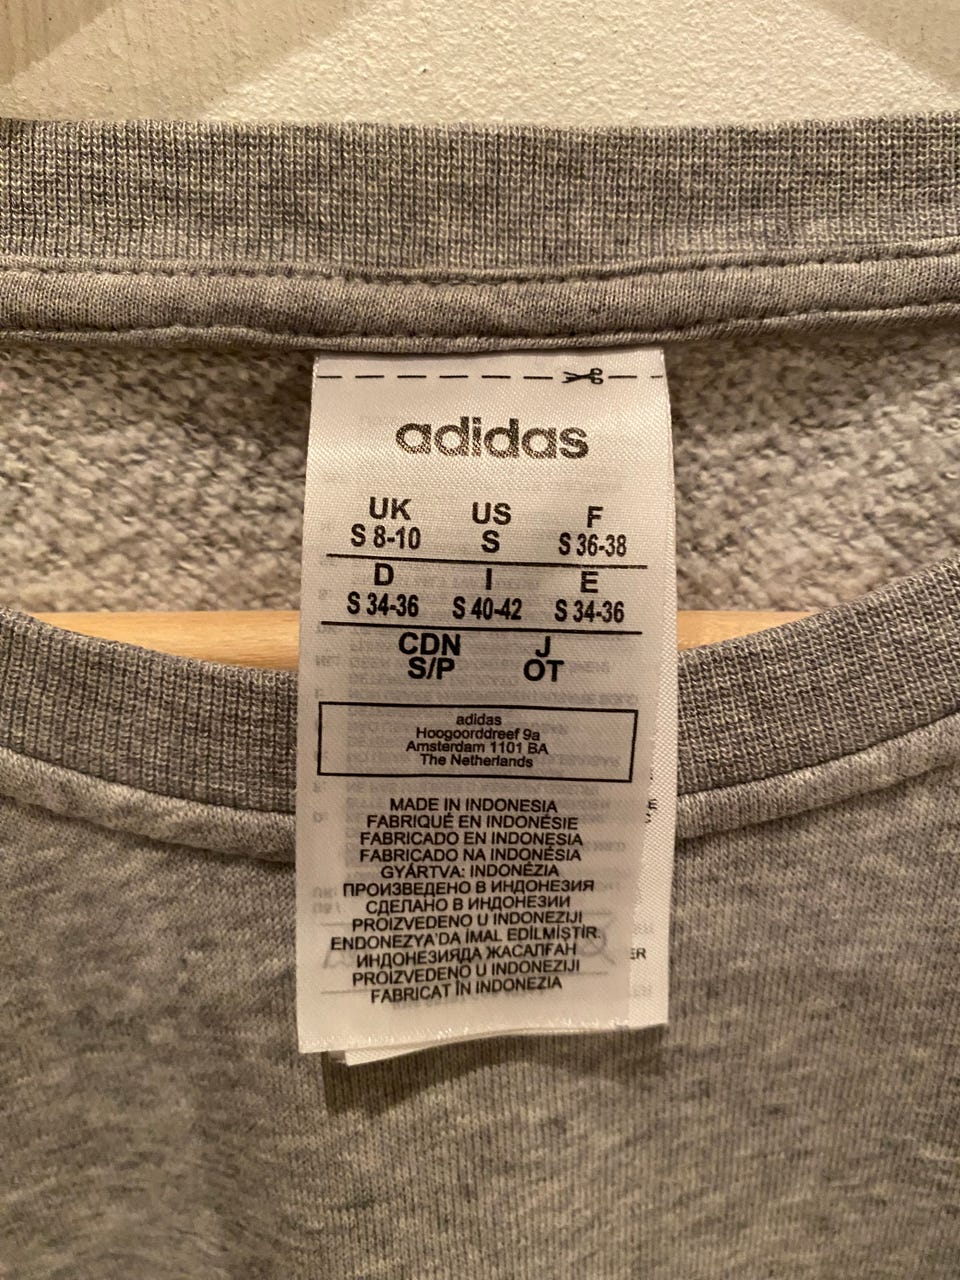 adidas
UK US F
S 8-10 S S 36-38
D I E
S 34-36 S 40-42 S 34-36
CDN J
S/P OT
adidas
Hoogoorddreef 9a
Amsterdam 1101 BA
The Netherlands
MADE IN INDONESIA
FABRIQUÉ EN INDONÉSIE
FABRICADO EN INDONESIA
FABRICADO NA INDONÉSIA
GYÁRTVA: INDONÉZIA
ПРОИЗВЕДЕНО В ИНДОНЕЗИЯ
СДЕЛАНО В ИНДОНЕЗИИ
PROIZVEDENO U INDONEZIJI
ENDONEZYA'DA İMAL EDİLMİŞTİR.
ИНДОНЕЗИЯДА ЖАСАЛҒАН
PROIZVEDENO U INDONEZIJI
FABRICAT ÎN INDONEZIA